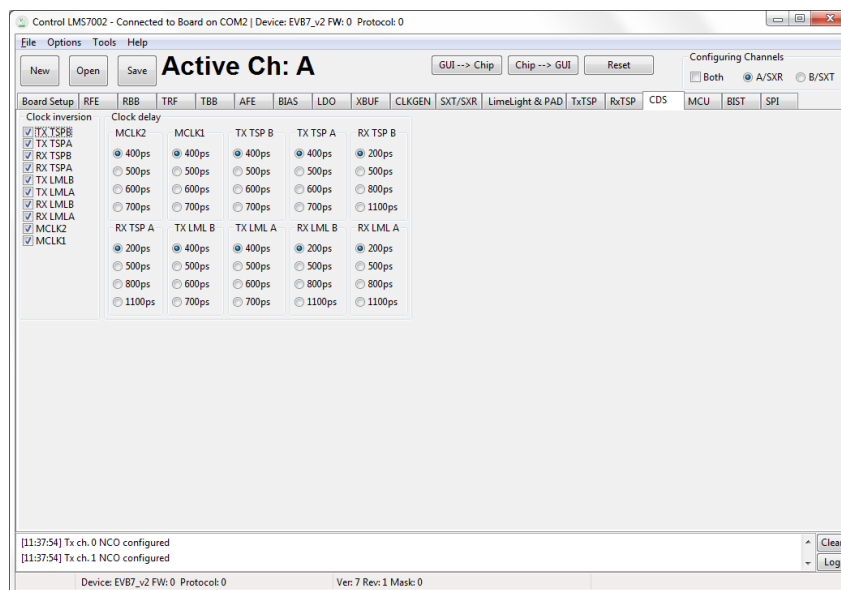 Control LMS7002 - Connected to Board on COM2 | Device: EVB7_v2 FW: 0 Protocol: 0
File Options Tools Help
New Open Save Active Ch: A GUI --> Chip Chip --> GUI Reset
Configuring Channels
Both A/SXR B/SXT
Board Setup RFE RBB TRF TBB AFE BIAS LDO XBUF CLKGEN SXT/SXR LimeLight & PAD TxTSP RxTSP CDS MCU BIST SPI
Clock inversion
TX TSPB
TX TSPA
RX TSPB
RX TSPA
TX LMLB
TX LMLA
RX LMLB
RX LMLA
MCLK2
MCLK1
Clock delay
MCLK2 MCLK1 TX TSP B TX TSP A RX TSP B
400ps 400ps 400ps 400ps 200ps
500ps 500ps 500ps 500ps 500ps
600ps 600ps 600ps 600ps 800ps
700ps 700ps 700ps 700ps 1100ps
RX TSP A TX LML B TX LML A RX LML B RX LML A
200ps 400ps 400ps 200ps 200ps
500ps 500ps 500ps 500ps 500ps
800ps 600ps 600ps 800ps 800ps
1100ps 700ps 700ps 1100ps 1100ps
[11:37:54] Tx ch. 0 NCO configured
[11:37:54] Tx ch. 1 NCO configured
Clear
Log
Device: EVB7_v2 FW: 0 Protocol: 0 Ver: 7 Rev: 1 Mask: 0